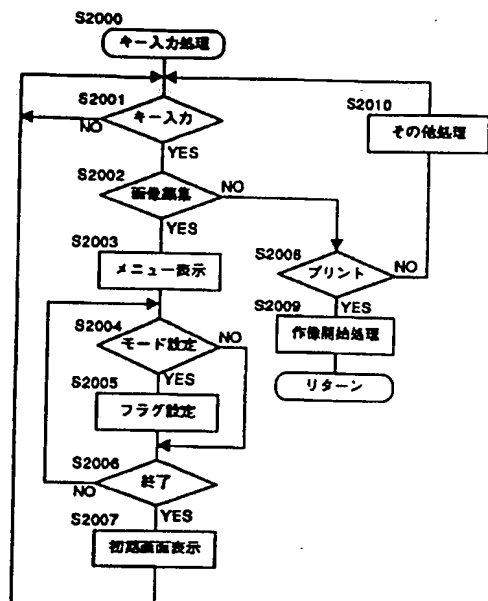 S2000
キー入力処理
S2001
キー入力
NO
YES
S2010
その他処理
S2002
画像編集
NO
YES
S2003
メニュー表示
S2008
プリント
NO
YES
S2004
モード設定
NO
YES
S2009
作像開始処理
S2005
フラグ設定
リターン
S2006
終了
NO
YES
S2007
初期画面表示